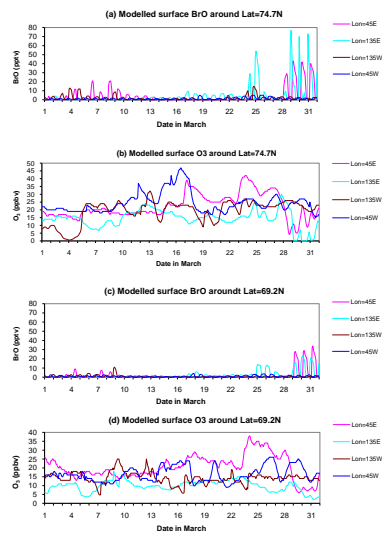 (a) Modelled surface BrO around Lat=74.7N
BrO (pptv)
80
70
60
50
40
30
20
10
0
1 4 7 10 13 16 19 22 25 28 31
Date in March
Lon=45E
Lon=135E
Lon=135W
Lon=45W
(b) Modelled surface O3 around Lat=74.7N
O3 (ppbv)
50
45
40
35
30
25
20
15
10
5
0
1 4 7 10 13 16 19 22 25 28 31
Date in March
Lon=45E
Lon=135E
Lon=135W
Lon=45W
(c) Modelled surface BrO aroundt Lat=69.2N
BrO (pptv)
80
70
60
50
40
30
20
10
0
1 4 7 10 13 16 19 22 25 28 31
Date in March
Lon=45E
Lon=135E
Lon=135W
Lon=45W
(d) Modelled surface O3 around Lat=69.2N
O3 (ppbv)
40
35
30
25
20
15
10
5
0
1 4 7 10 13 16 19 22 25 28 31
Date in March
Lon=45E
Lon=135E
Lon=135W
Lon=45W